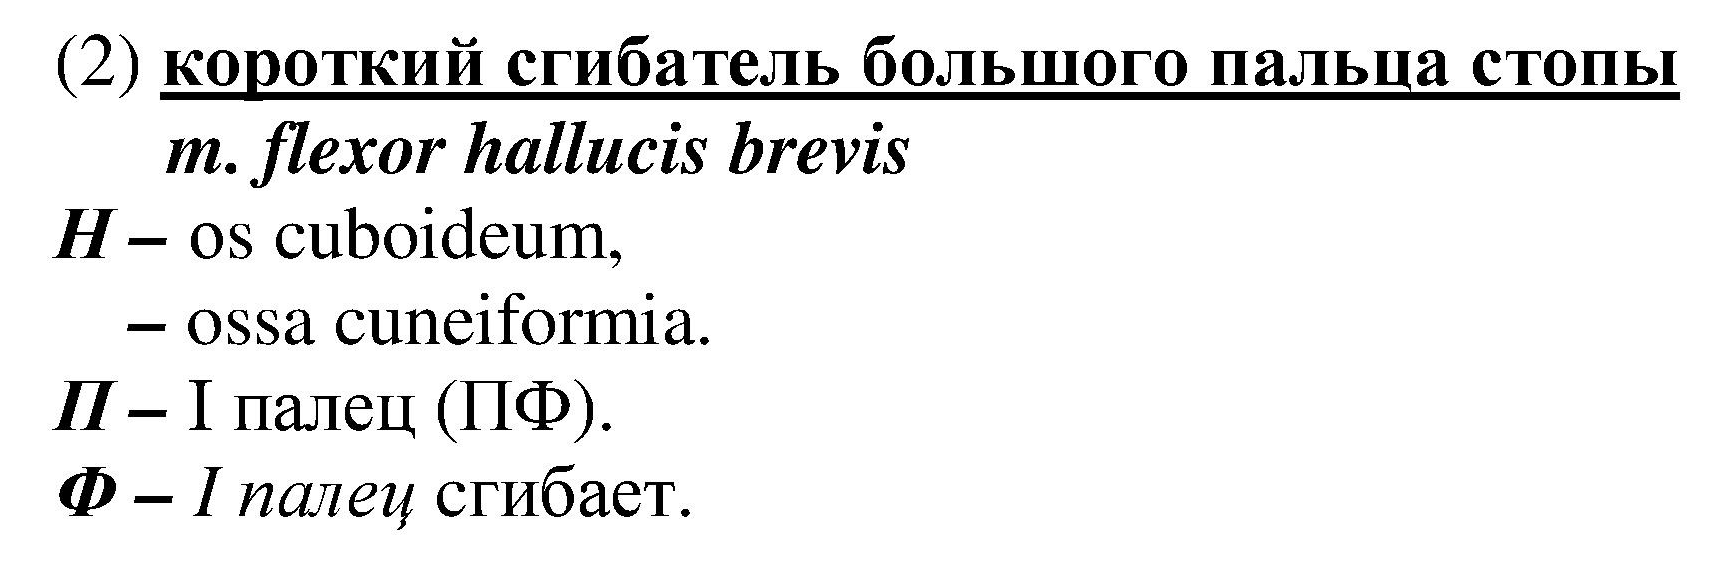 (2) короткий сгибатель большого пальца стопы
m. flexor hallucis brevis
Н – os cuboideum,
– ossa cuneiformia.
П – I палец (ПФ).
Ф – I палец сгибает.